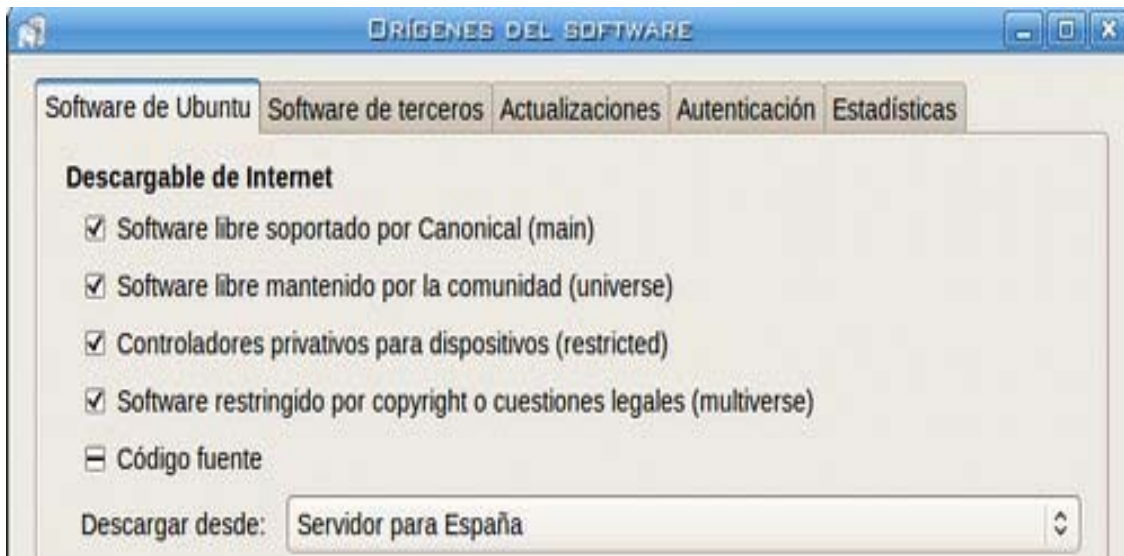 ORÍGENES DEL SOFTWARE
Software de Ubuntu Software de terceros Actualizaciones Autenticación Estadísticas
Descargable de Internet
Software libre soportado por Canonical (main)
Software libre mantenido por la comunidad (universe)
Controladores privativos para dispositivos (restricted)
Software restringido por copyright o cuestiones legales (multiverse)
Código fuente
Descargar desde: Servidor para España